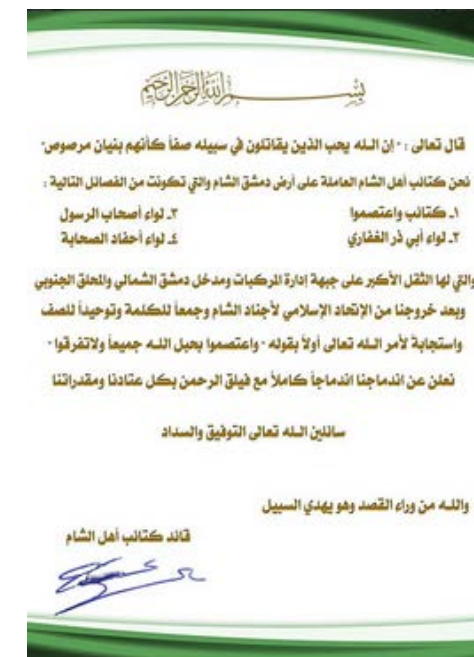 بسم الله الرحمن الرحيم
قال تعالى : - إن الله يحب الذين يقاتلون في سبيله صفاً كأنهم بنيان مرصوص-
نحن كتائب أهل الشام العاملة على أرض دمشق الشام والتي تكونت من الفصائل التالية :
١ـ كتائب واعتصموا ٣ـ لواء أصحاب الرسول
٢ـ لواء أبي ذر الغفاري ٤ـ لواء أحفاد الصحابة
والتي لها الثقل الأكبر على جبهة إدارة المركبات ومدخل دمشق الشمالي والمحلق الجنوبي
وبعد خروجنا من الإتحاد الإسلامي لأجناد الشام وجمعاً للكلمة وتوحيداً للصف
واستجابة لأمر الله تعالى أولاً بقوله - واعتصموا بحبل الله جميعاً ولاتفرقوا -
نعلن عن اندماجنا اندماجاً كاملاً مع فيلق الرحمن بكل عتادنا ومقدراتنا
سائلين الله تعالى التوفيق والسداد
والله من وراء القصد وهو يهدي السبيل
قائد كتائب أهل الشام